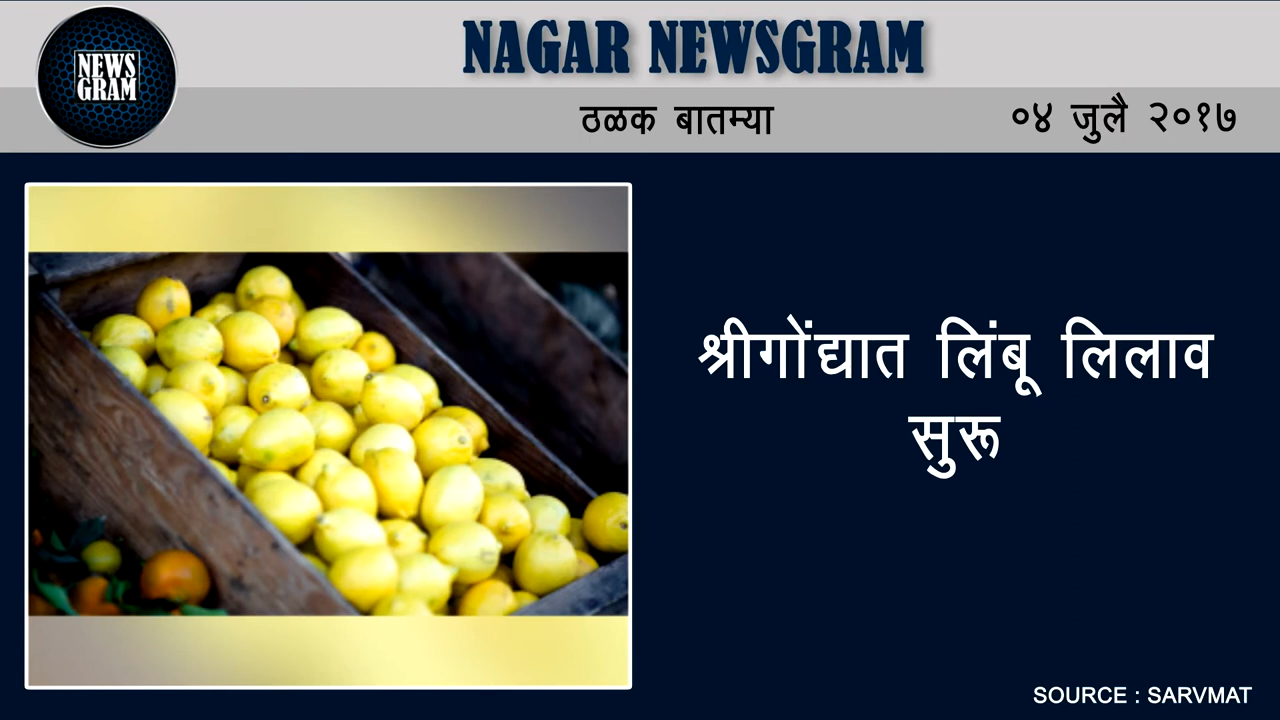 NEWS
GRAM
NAGAR NEWSGRAM
ठळक बातम्या
०४ जुलै २०१७
श्रीगोंद्यात लिंबू लिलाव
सुरू
SOURCE : SARVMAT